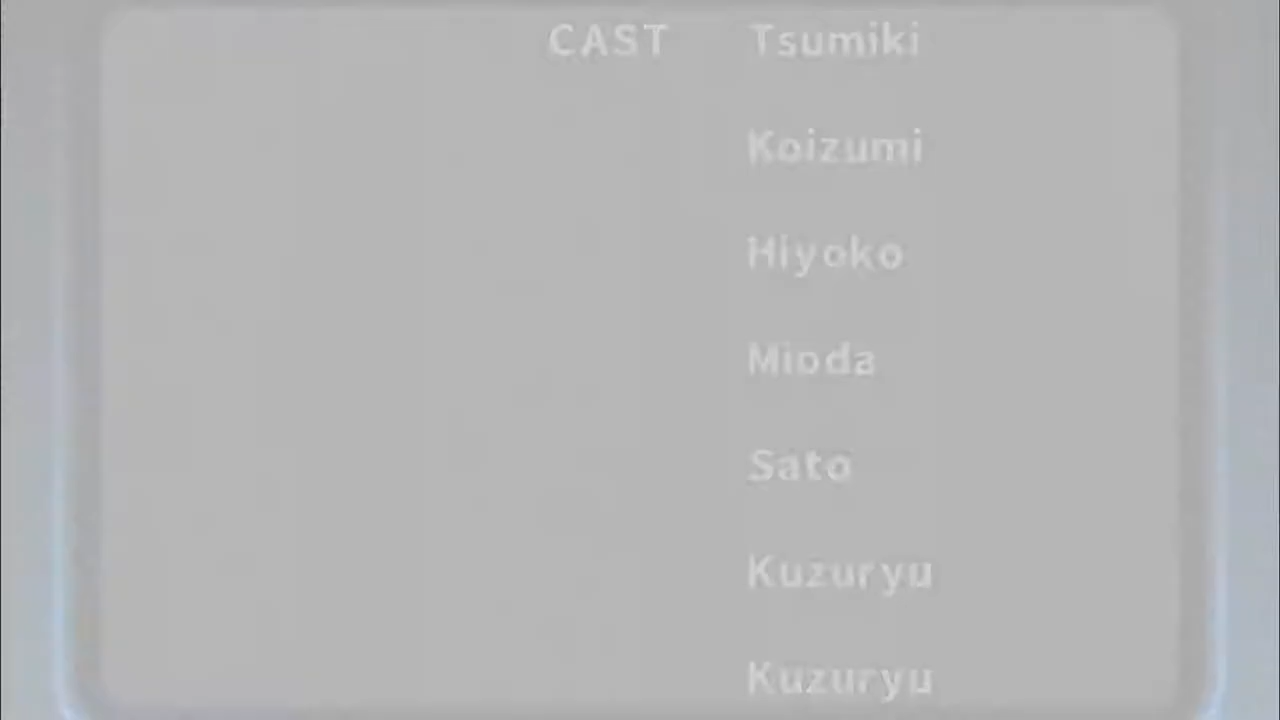 CAST Tsumiki
Koizumi
Hiyoko
Mioda
Sato
Kuzuryu
Kuzuryu